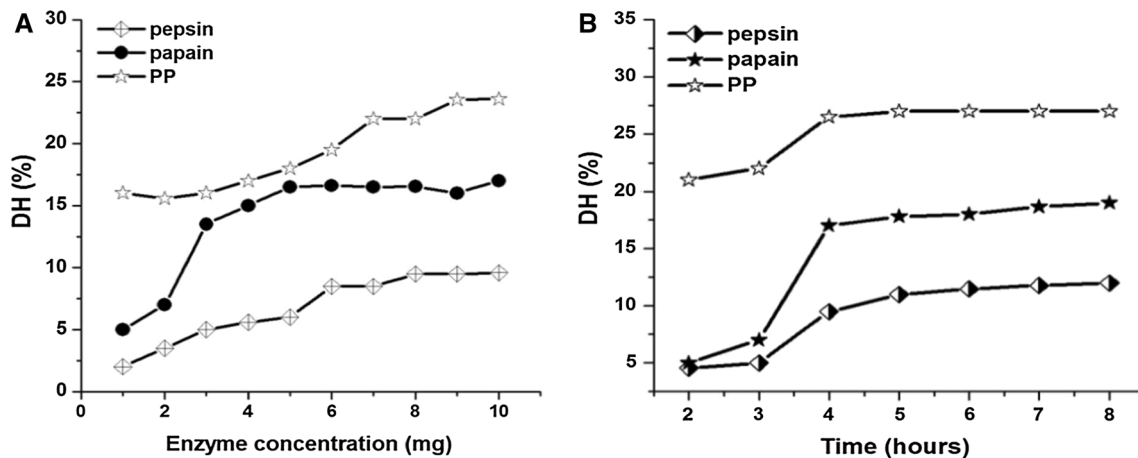 A
pepsin
papain
PP
DH (%)
30
25
20
15
10
5
0
0 2 4 6 8 10
Enzyme concentration (mg)
B
pepsin
papain
PP
DH (%)
35
30
25
20
15
10
5
2 3 4 5 6 7 8
Time (hours)